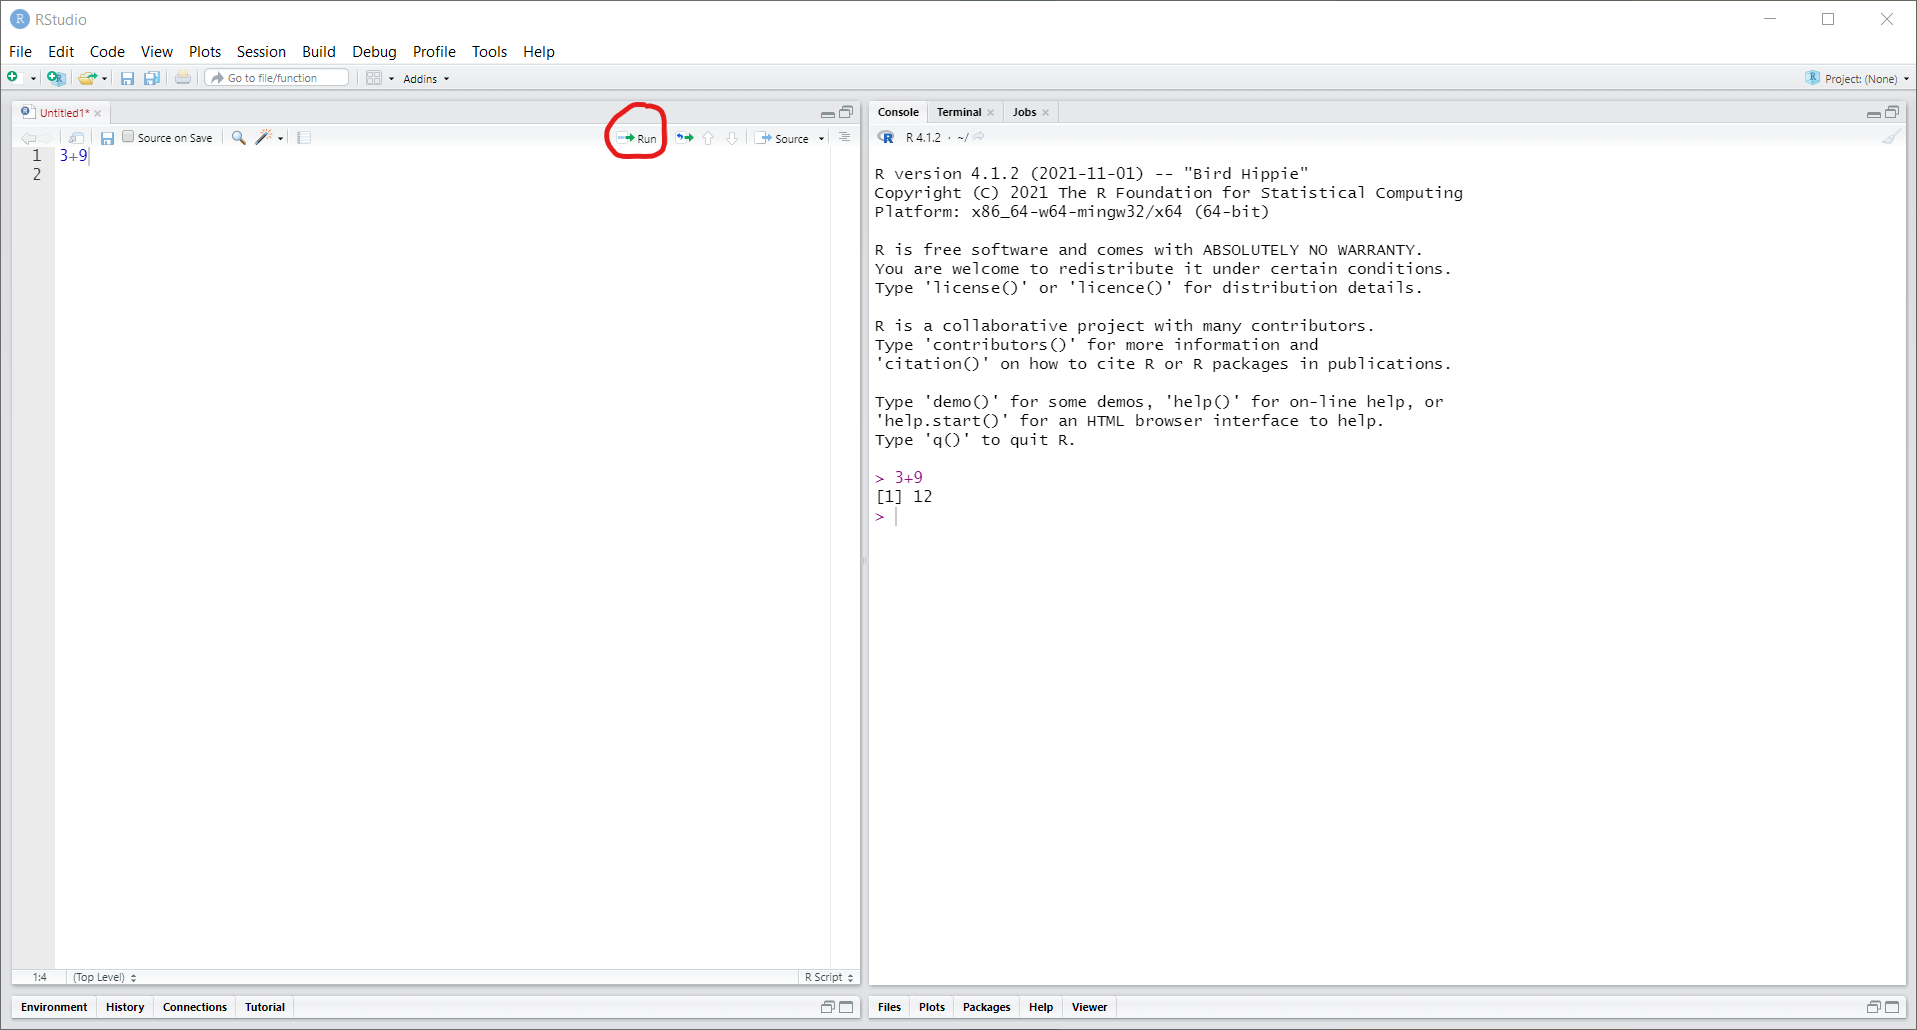 RStudio
File Edit Code View Plots Session Build Debug Profile Tools Help
Go to file/function Addins Project: (None)
Untitled1*
Source on Save Run Source
1 3+9
2
1:4 (Top Level) R Script
Environment History Connections Tutorial
Console Terminal Jobs
R 4.1.2 · ~/
R version 4.1.2 (2021-11-01) -- "Bird Hippie"
Copyright (C) 2021 The R Foundation for Statistical Computing
Platform: x86_64-w64-mingw32/x64 (64-bit)
R is free software and comes with ABSOLUTELY NO WARRANTY.
You are welcome to redistribute it under certain conditions.
Type 'license()' or 'licence()' for distribution details.
R is a collaborative project with many contributors.
Type 'contributors()' for more information and
'citation()' on how to cite R or R packages in publications.
Type 'demo()' for some demos, 'help()' for on-line help, or
'help.start()' for an HTML browser interface to help.
Type 'q()' to quit R.
> 3+9
[1] 12
>
Files Plots Packages Help Viewer